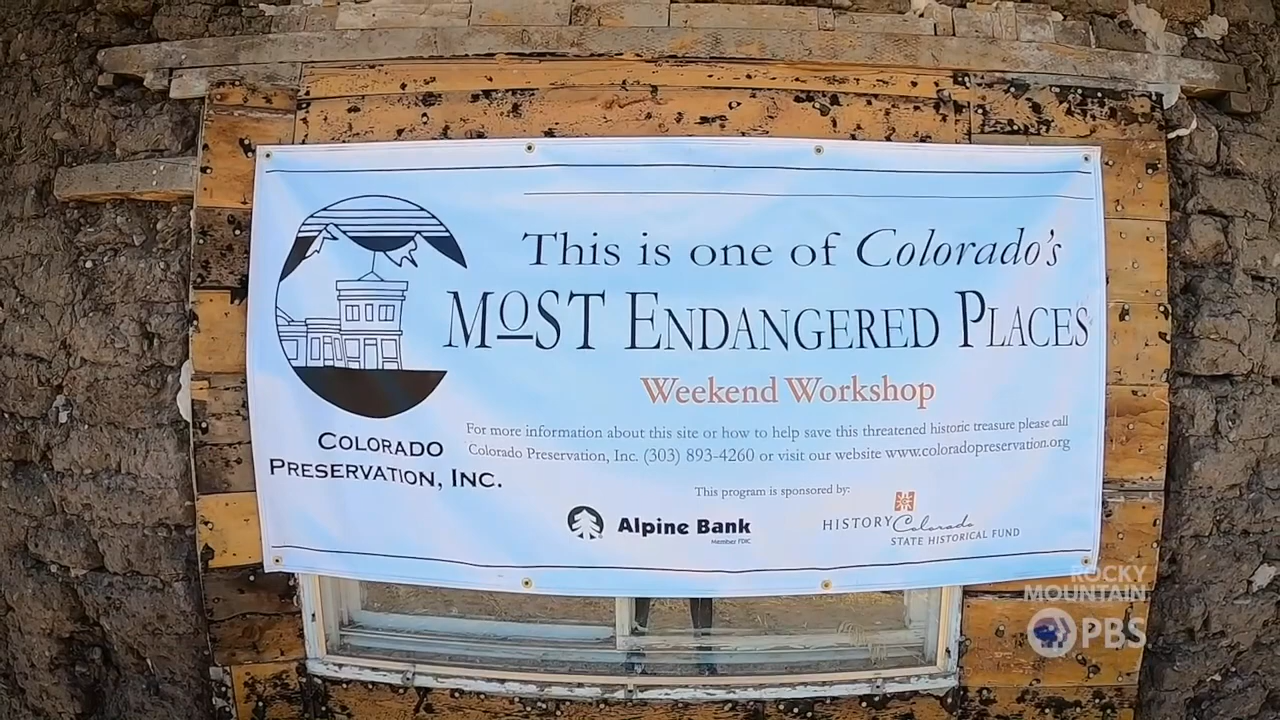 This is one of Colorado's
MOST ENDANGERED PLACES
Weekend Workshop
For more information about this site or how to help save this threatened historic treasure please call
Colorado Preservation, Inc. (303) 893-4260 or visit our website www.coloradopreservation.org
COLORADO
PRESERVATION, INC.
This program is sponsored by:
Alpine Bank
Member FDIC
HISTORY Colorado
STATE HISTORICAL FUND
ROCKY
MOUNTAIN
PBS